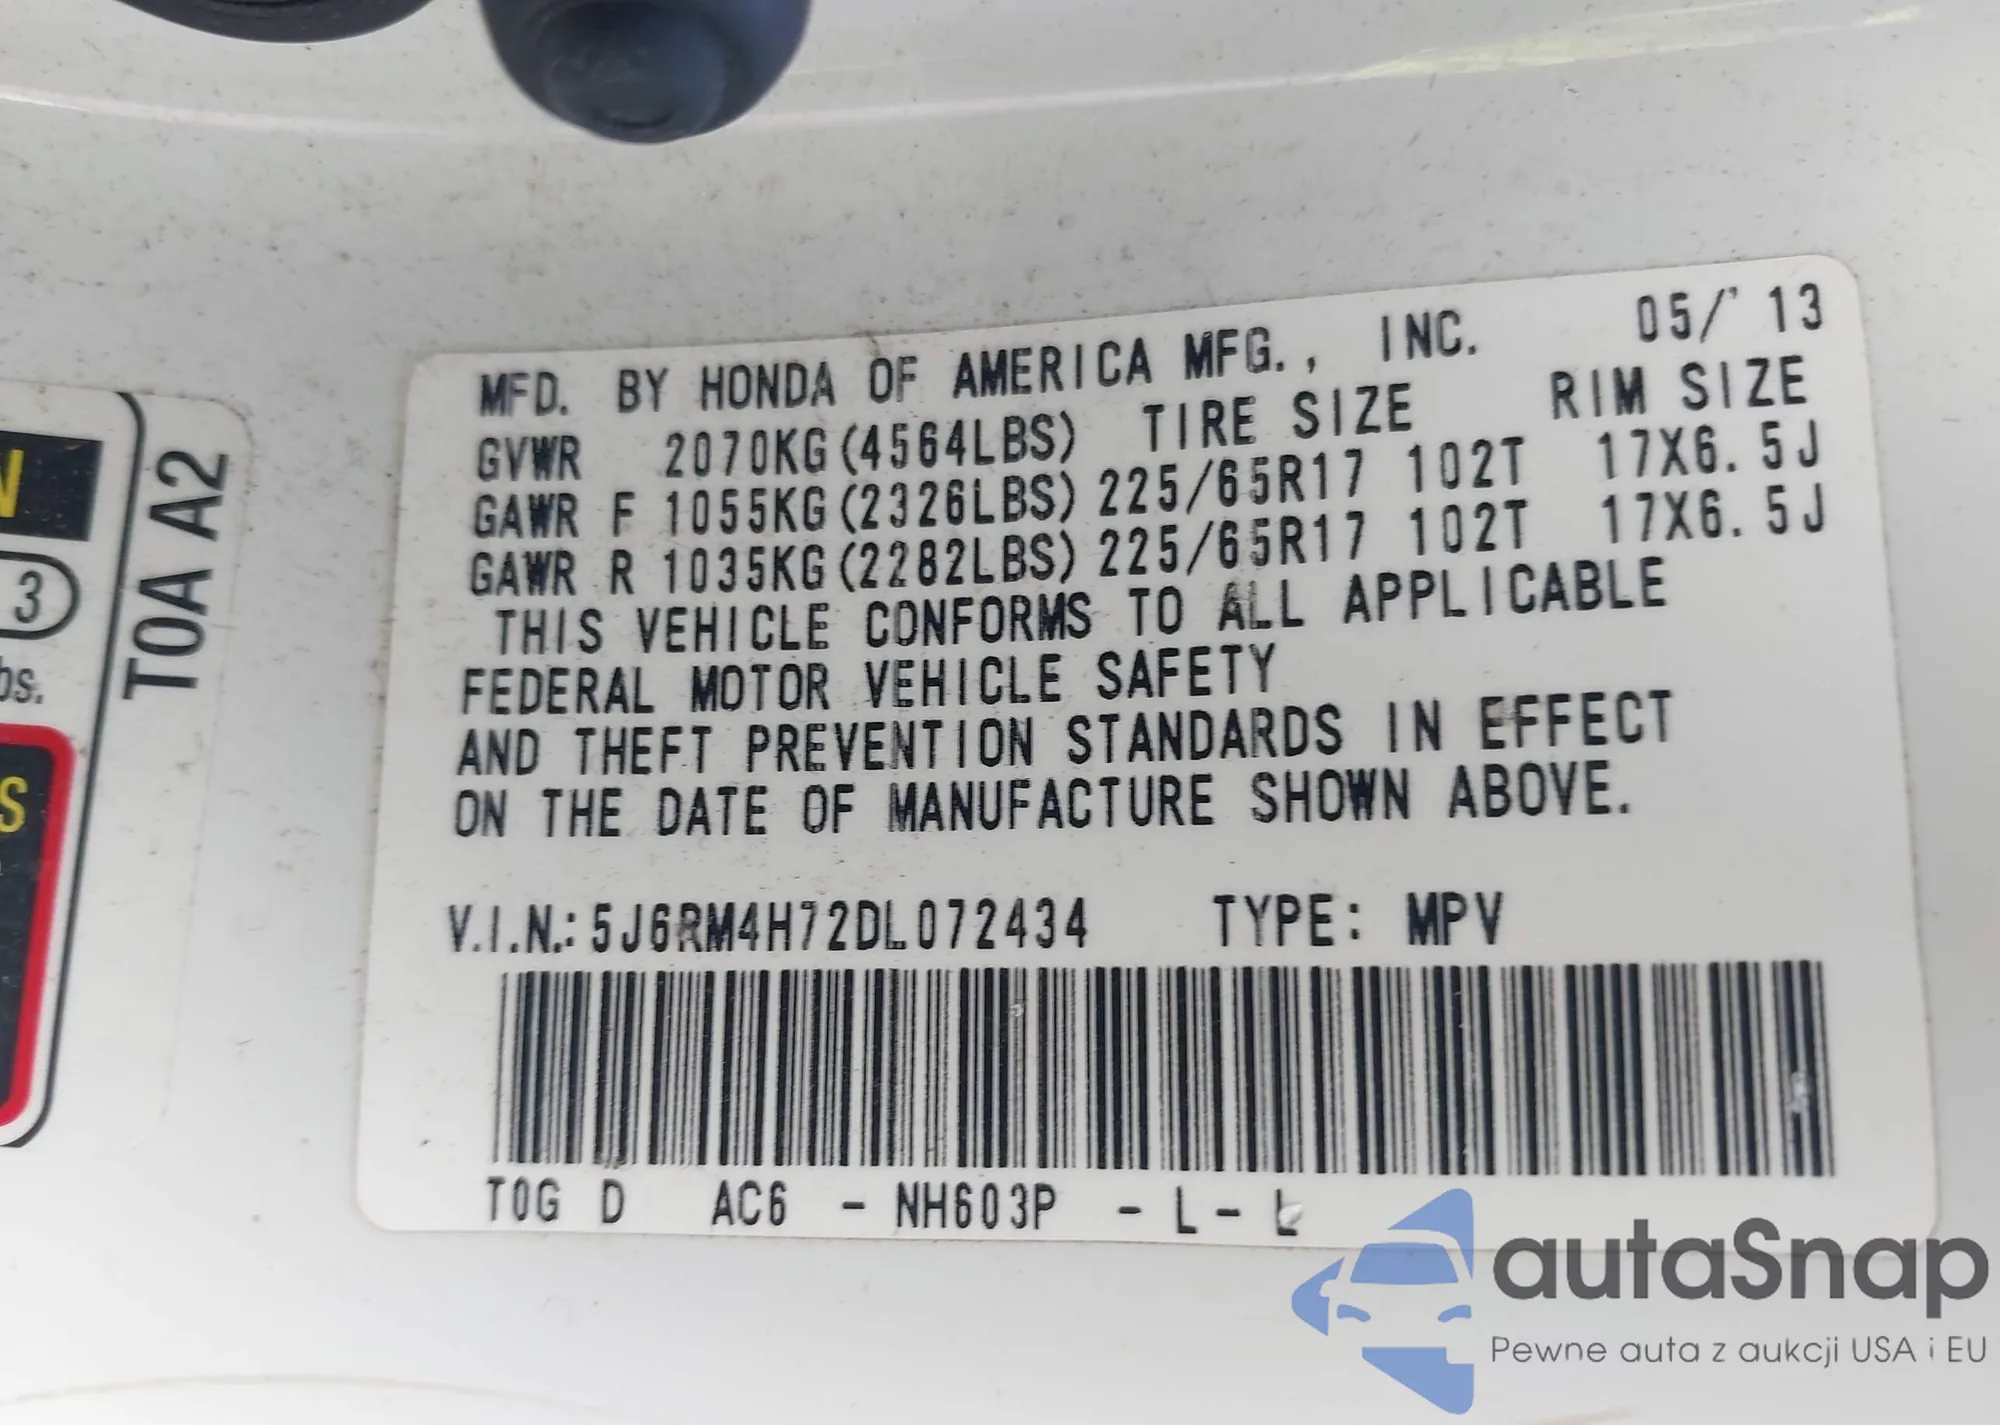 MFD. BY HONDA OF AMERICA MFG., INC. 05/'13
GVWR 2070KG(4564LBS) TIRE SIZE RIM SIZE
GAWR F 1055KG(2326LBS) 225/65R17 102T 17X6.5J
GAWR R 1035KG(2282LBS) 225/65R17 102T 17X6.5J
THIS VEHICLE CONFORMS TO ALL APPLICABLE
FEDERAL MOTOR VEHICLE SAFETY
AND THEFT PREVENTION STANDARDS IN EFFECT
ON THE DATE OF MANUFACTURE SHOWN ABOVE.
V.I.N.: 5J6RM4H72DL072434 TYPE: MPV
T0G D AC6 - NH603P - L - L
T0A A2
N
3
bs.
S
autaSnap
Pewne auta z aukcji USA i EU